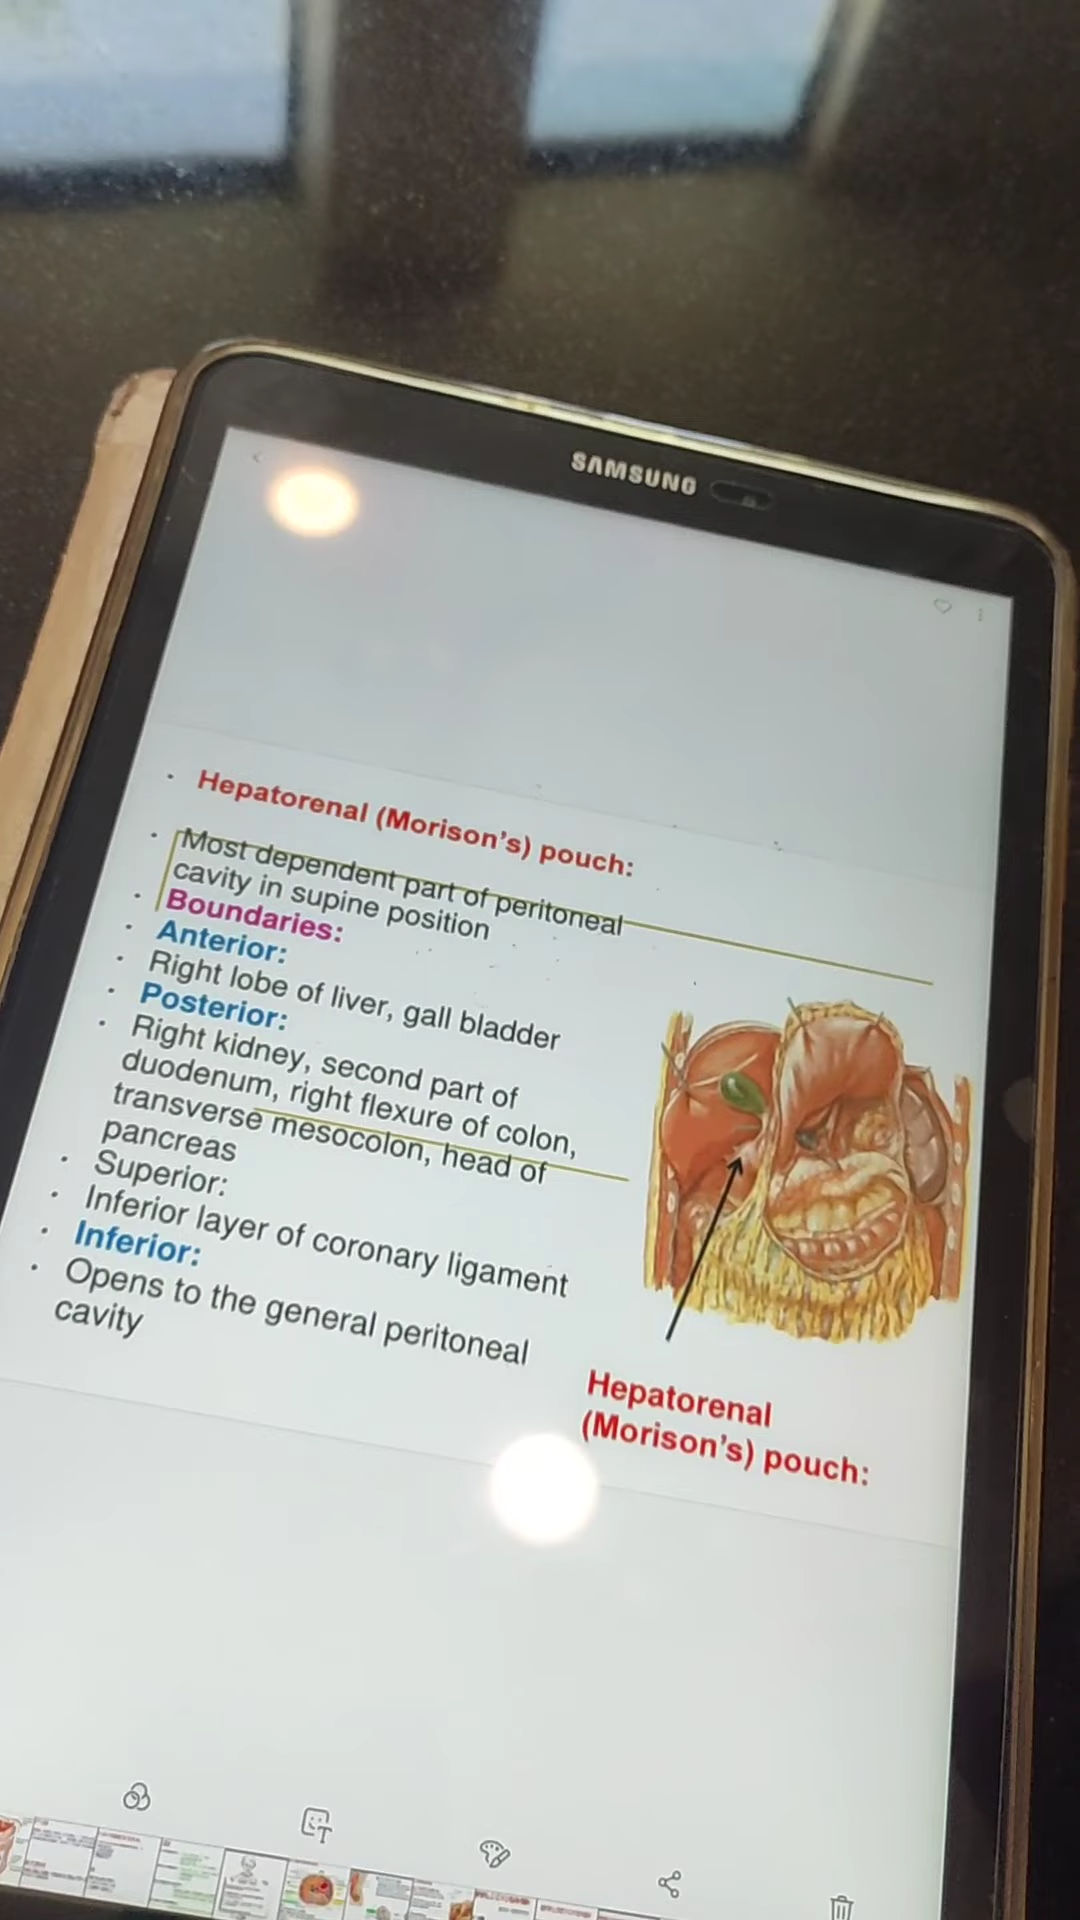 SAMSUNG
Hepatorenal (Morison's) pouch:
Most dependent part of peritoneal
cavity in supine position
Boundaries:
Anterior:
Right lobe of liver, gall bladder
Posterior:
Right kidney, second part of
duodenum, right flexure of colon,
transverse mesocolon, head of
pancreas
Superior:
Inferior layer of coronary ligament
Inferior:
Opens to the general peritoneal
cavity
Hepatorenal
(Morison's) pouch: